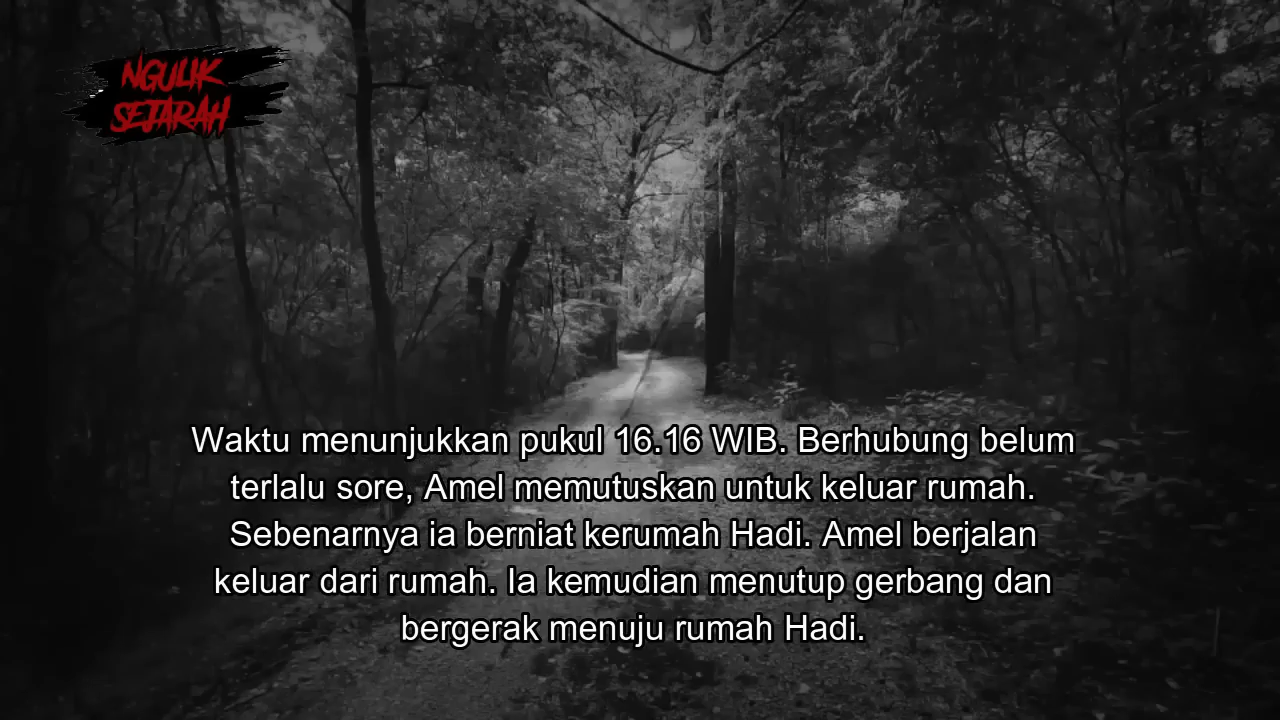 NGULIK
SEJARAH
Waktu menunjukkan pukul 16.16 WIB. Berhubung belum
terlalu sore, Amel memutuskan untuk keluar rumah.
Sebenarnya ia berniat kerumah Hadi. Amel berjalan
keluar dari rumah. Ia kemudian menutup gerbang dan
bergerak menuju rumah Hadi.